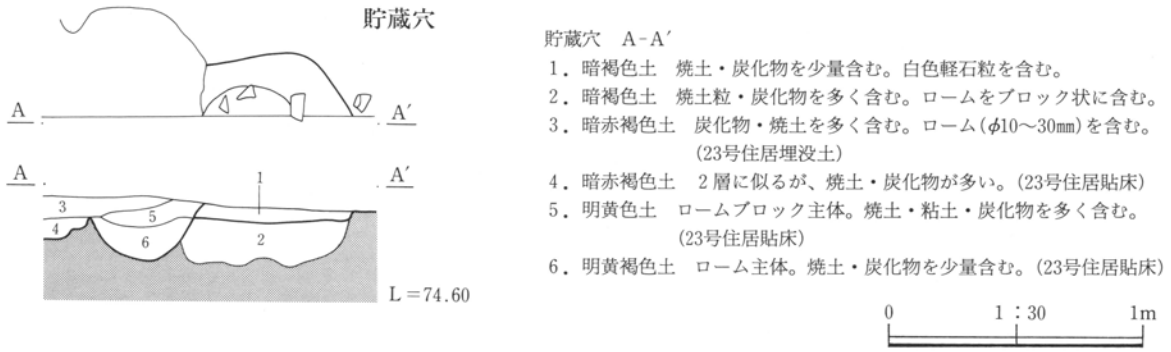 貯蔵穴
A A′
A A′
1
3 5
4 6 2
L=74.60
貯蔵穴 A-A′
1．暗褐色土 焼土・炭化物を少量含む。白色軽石粒を含む。
2．暗褐色土 焼土粒・炭化物を多く含む。ロームをブロック状に含む。
3．暗赤褐色土 炭化物・焼土を多く含む。ローム(φ10〜30㎜)を含む。
(23号住居埋没土)
4．暗赤褐色土 2層に似るが、焼土・炭化物が多い。(23号住居貼床)
5．明黄色土 ロームブロック主体。焼土・粘土・炭化物を多く含む。
(23号住居貼床)
6．明黄褐色土 ローム主体。焼土・炭化物を少量含む。(23号住居貼床)
0 1：30 1m